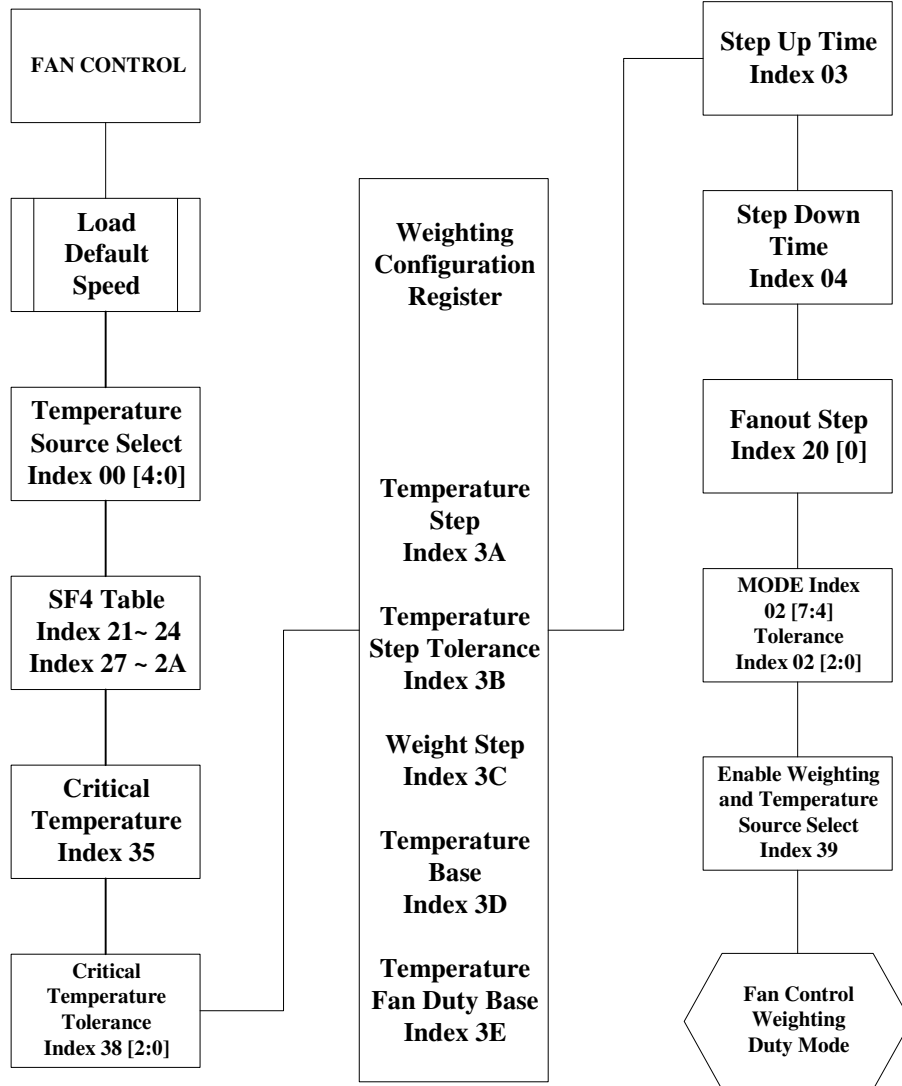 FAN CONTROL
Load
Default
Speed
Temperature
Source Select
Index 00 [4:0]
SF4 Table
Index 21~ 24
Index 27 ~ 2A
Critical
Temperature
Index 35
Critical
Temperature
Tolerance
Index 38 [2:0]
Weighting
Configuration
Register
Temperature
Step
Index 3A
Temperature
Step Tolerance
Index 3B
Weight Step
Index 3C
Temperature
Base
Index 3D
Temperature
Fan Duty Base
Index 3E
Step Up Time
Index 03
Step Down
Time
Index 04
Fanout Step
Index 20 [0]
MODE Index
02 [7:4]
Tolerance
Index 02 [2:0]
Enable Weighting
and Temperature
Source Select
Index 39
Fan Control
Weighting
Duty Mode